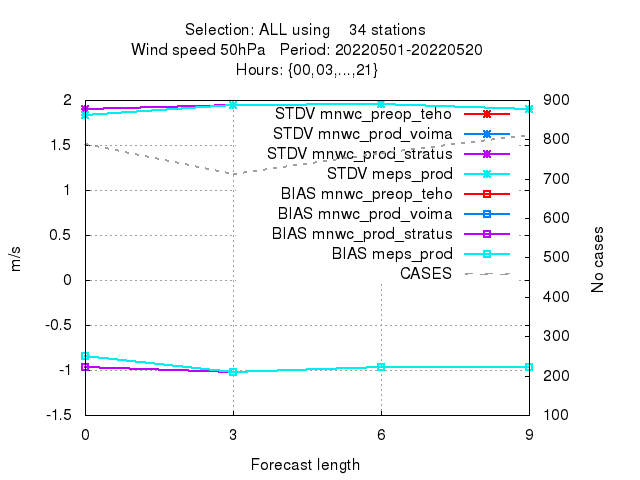 Selection: ALL using 34 stations
Wind speed 50hPa Period: 20220501-20220520
Hours: {00,03,...,21}
2
1.5
1
0.5
0
-0.5
-1
-1.5
900
800
700
600
500
400
300
200
100
STDV mnwc_preop_teho
STDV mnwc_prod_voima
STDV mnwc_prod_stratus
STDV meps_prod
BIAS mnwc_preop_teho
BIAS mnwc_prod_voima
BIAS mnwc_prod_stratus
BIAS meps_prod
CASES
m/s
No cases
0 3 6 9
Forecast length